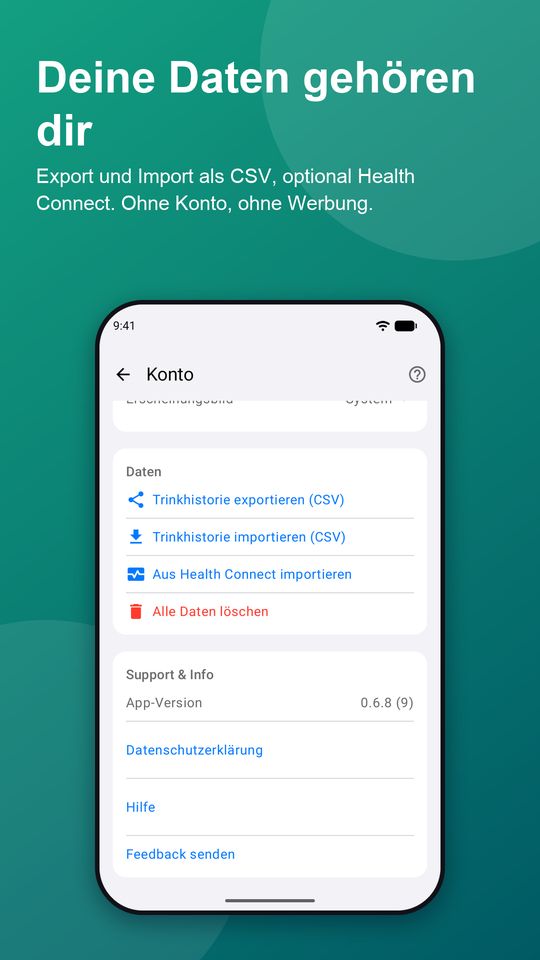 Deine Daten gehören
dir
Export und Import als CSV, optional Health
Connect. Ohne Konto, ohne Werbung.
9:41
Konto
Erscheinungsbild System
Daten
Trinkhistorie exportieren (CSV)
Trinkhistorie importieren (CSV)
Aus Health Connect importieren
Alle Daten löschen
Support & Info
App-Version 0.6.8 (9)
Datenschutzerklärung
Hilfe
Feedback senden